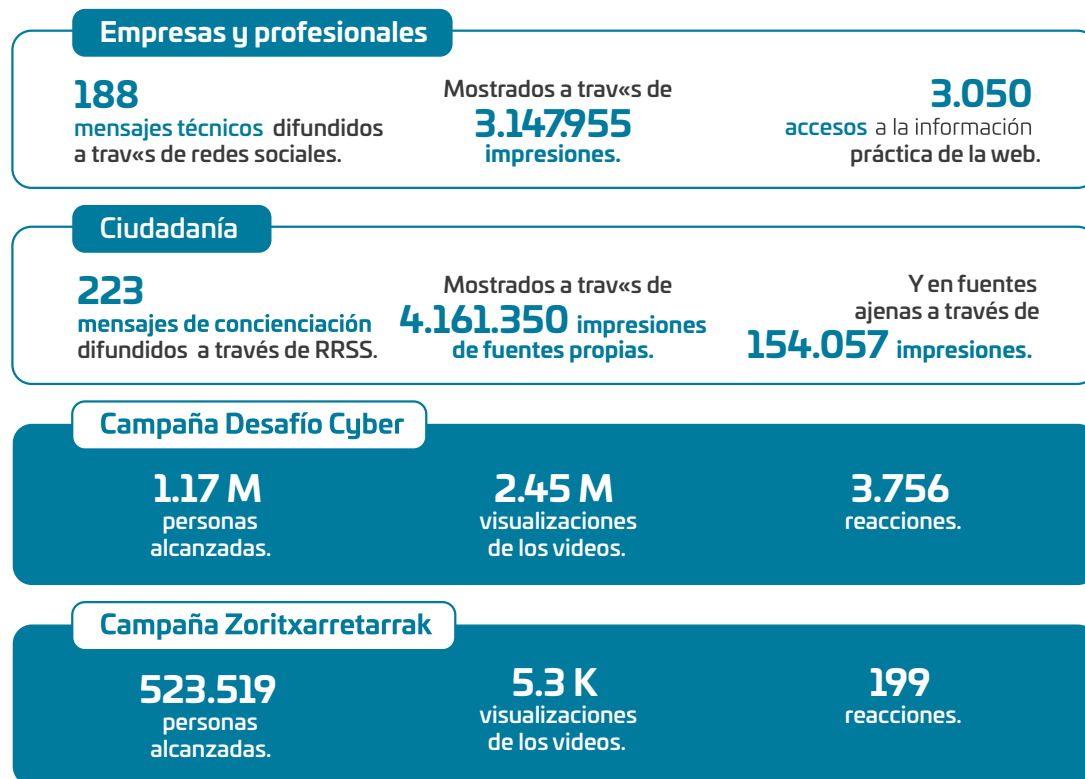 Empresas y profesionales
188
mensajes técnicos difundidos
a trav«s de redes sociales.
Mostrados a trav«s de
3.147.955
impresiones.
3.050
accesos a la información
práctica de la web.
Ciudadanía
223
mensajes de concienciación
difundidos a través de RRSS.
Mostrados a trav«s de
4.161.350 impresiones
de fuentes propias.
Y en fuentes
ajenas a través de
154.057 impresiones.
Campaña Desafío Cyber
1.17 M
personas
alcanzadas.
2.45 M
visualizaciones
de los videos.
3.756
reacciones.
Campaña Zoritxarretarrak
523.519
personas
alcanzadas.
5.3 K
visualizaciones
de los videos.
199
reacciones.